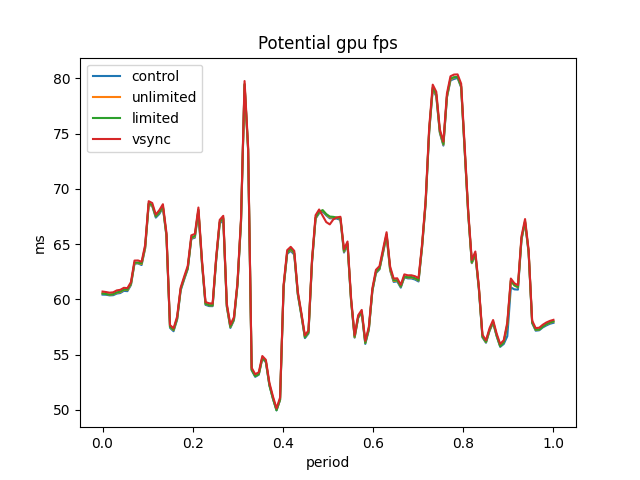 Potential gpu fps
control
unlimited
limited
vsync
80
75
70
65
60
55
50
ms
0.0 0.2 0.4 0.6 0.8 1.0
period